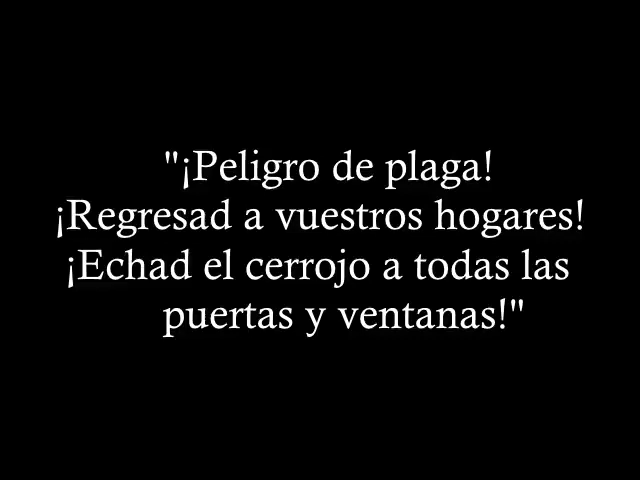 "¡Peligro de plaga!
¡Regresad a vuestros hogares!
¡Echad el cerrojo a todas las
puertas y ventanas!"